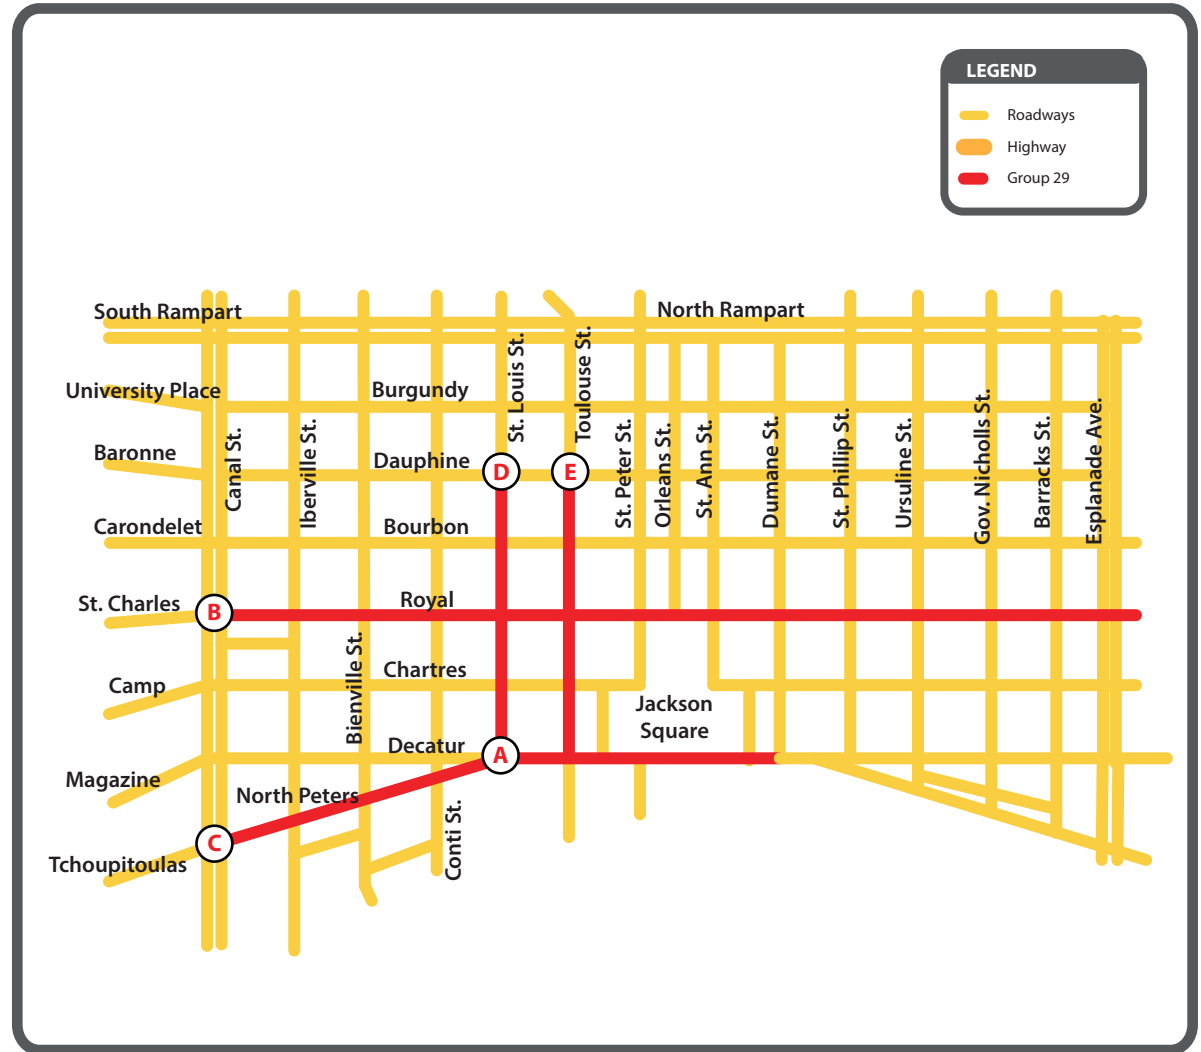 LEGEND
Roadways
Highway
Group 29
South Rampart
North Rampart
University Place
Burgundy
St. Louis St.
Toulouse St.
Baronne
Dauphine
D
E
Canal St.
Iberville St.
St. Peter St.
Orleans St.
St. Ann St.
Dumane St.
St. Phillip St.
Ursuline St.
Gov. Nicholls St.
Barracks St.
Esplanade Ave.
Carondelet
Bourbon
St. Charles
B
Royal
Bienville St.
Chartres
Camp
Jackson
Square
Decatur
A
Magazine
North Peters
Conti St.
C
Tchoupitoulas